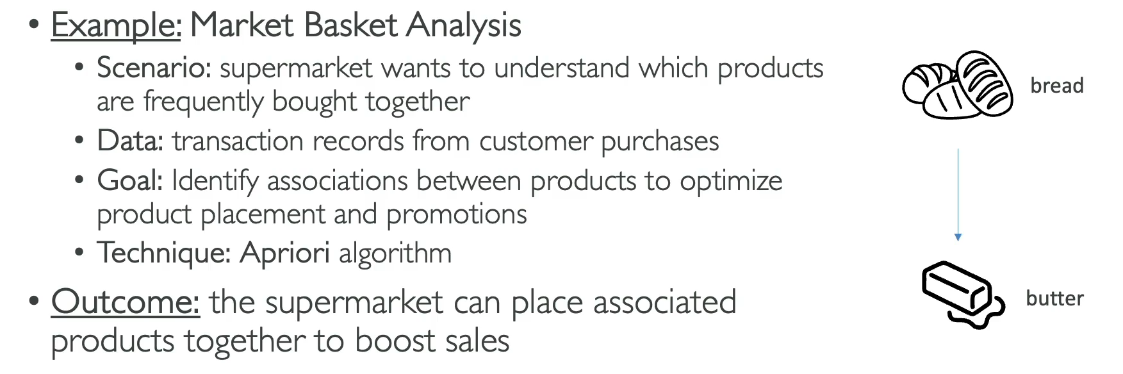 • Example: Market Basket Analysis
• Scenario: supermarket wants to understand which products
are frequently bought together
• Data: transaction records from customer purchases
• Goal: Identify associations between products to optimize
product placement and promotions
• Technique: Apriori algorithm
• Outcome: the supermarket can place associated
products together to boost sales
bread
butter